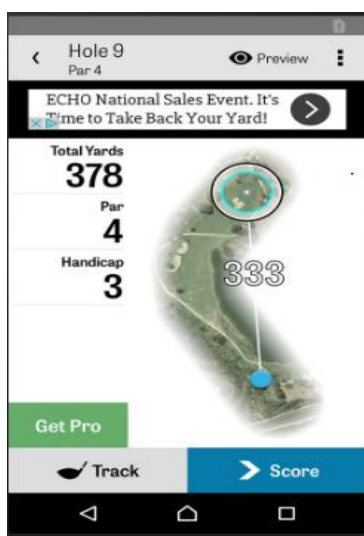 Hole 9
Par 4
Preview
ECHO National Sales Event. It's
Time to Take Back Your Yard!
Total Yards
378
Par
4
Handicap
3
333
Get Pro
Track
Score